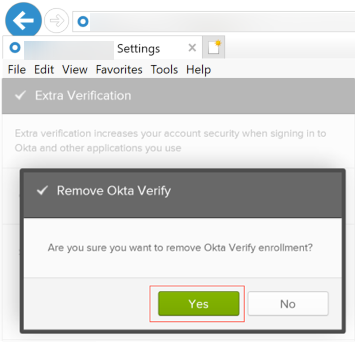 Settings
File Edit View Favorites Tools Help
Extra Verification
Extra verification increases your account security when signing in to
Okta and other applications you use
Remove Okta Verify
Are you sure you want to remove Okta Verify enrollment?
Yes No